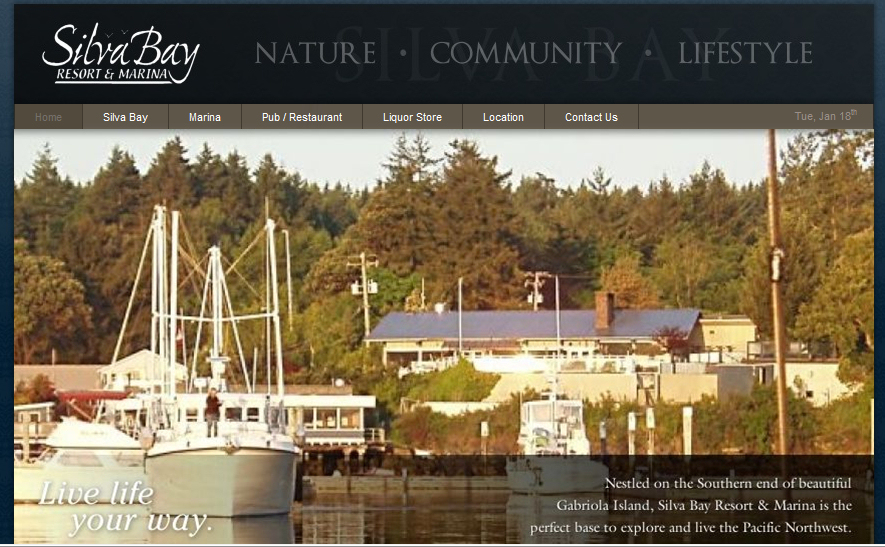 Silva Bay
RESORT & MARINA
NATURE • COMMUNITY • LIFESTYLE
SILVA BAY
Home
Silva Bay
Marina
Pub / Restaurant
Liquor Store
Location
Contact Us
Tue, Jan 18th
Live life
your way.
Nestled on the Southern end of beautiful
Gabriola Island, Silva Bay Resort & Marina is the
perfect base to explore and live the Pacific Northwest.